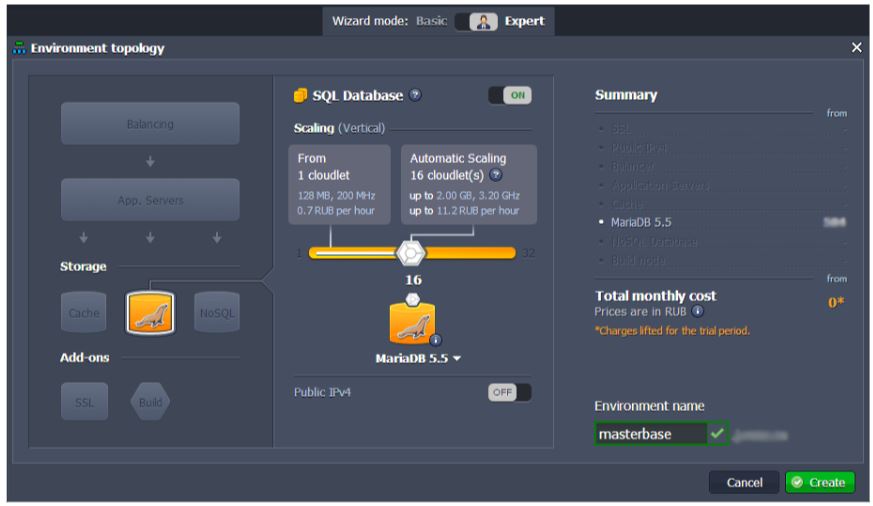 Wizard mode: Basic Expert
Environment topology
Balancing
App. Servers
Storage
Cache
NoSQL
Add-ons
SSL
Build
SQL Database ?
ON
Scaling (Vertical)
From
1 cloudlet
128 MB, 200 MHz
0.7 RUB per hour
Automatic Scaling
16 cloudlet(s) ?
up to 2.00 GB, 3.20 GHz
up to 11.2 RUB per hour
1
32
16
MariaDB 5.5
Public IPv4
OFF
Summary
from
• SSL -
• Public IPv4 -
• Balancer -
• Application Servers -
• Cache -
• MariaDB 5.5
• NoSQL Database -
• Build node -
from
Total monthly cost
0*
Prices are in RUB
*Charges lifted for the trial period.
Environment name
masterbase
Cancel
Create